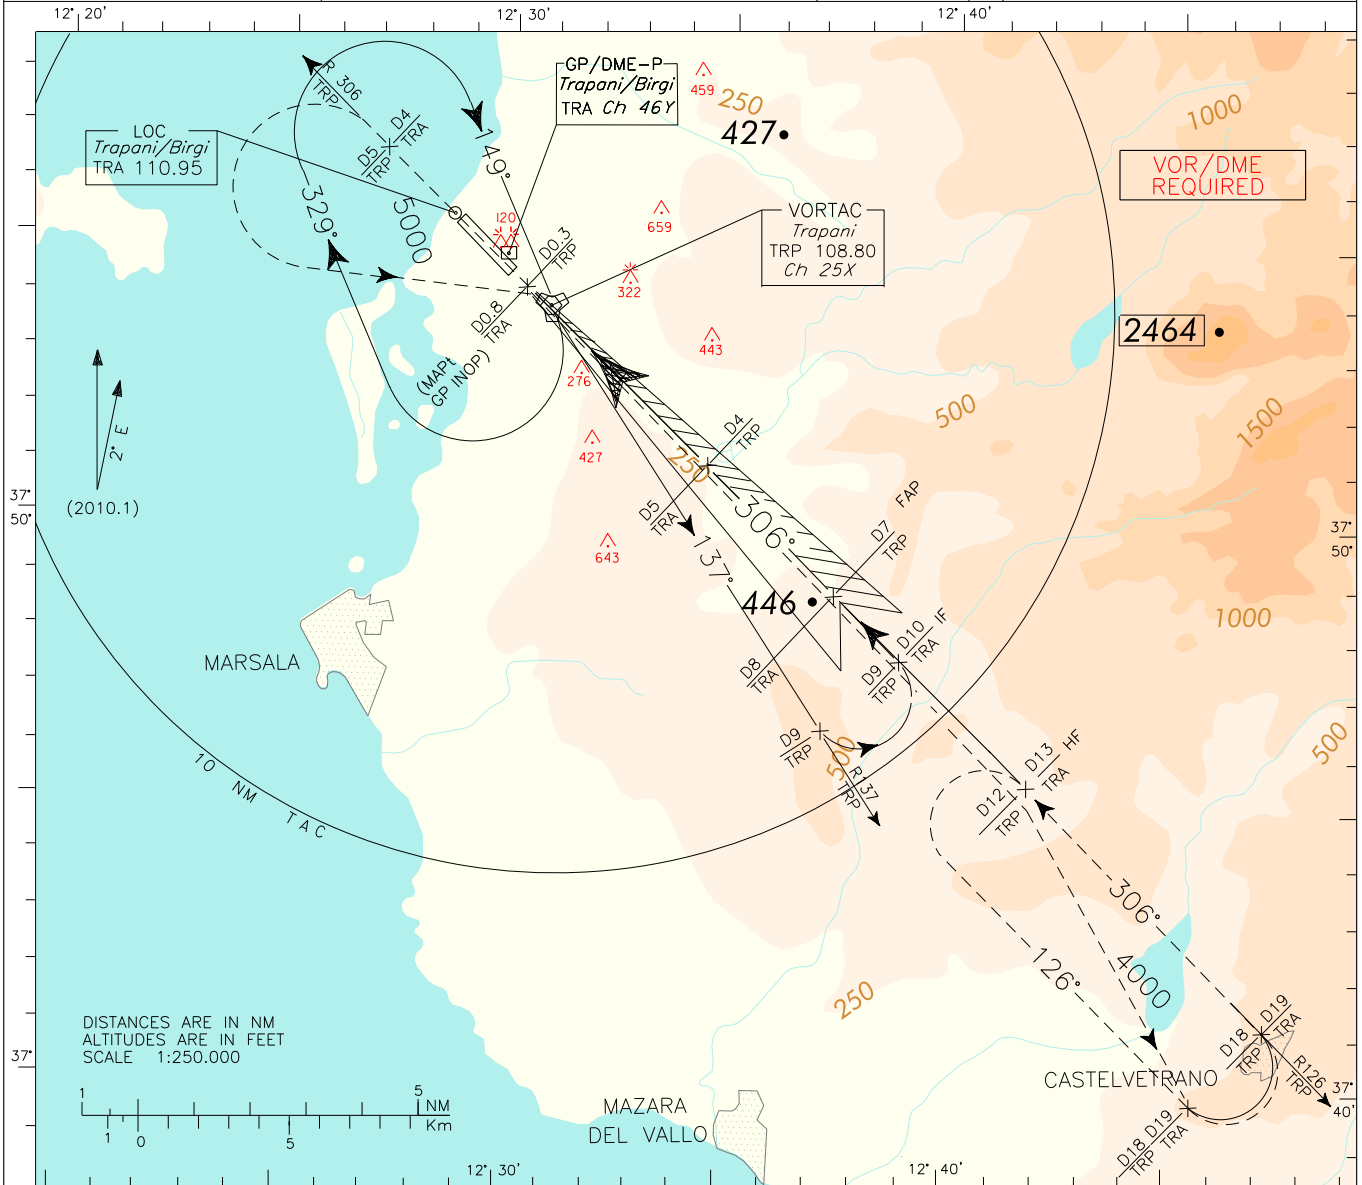 12° 20'
12° 30'
12° 40'
R 306
TRP
GP/DME-P
Trapani/Birgi
TRA Ch 46Y
459
250
427
1000
D4
TRA
D5
TRP
LOC
Trapani/Birgi
TRA 110.95
149°
VOR/DME
REQUIRED
329°
5000
120
D0.3
TRP
659
VORTAC
Trapani
TRP 108.80
Ch 25X
322
D0.8
TRA
443
2464
(MAPt
GP INOP)
276
2° E
(2010.1)
427
250
D4
TRP
500
1500
37°
50'
D5
TRA
306°
D7
TRP
FAP
37°
50'
643
137°
446
1000
MARSALA
D8
TRA
D9
TRP
D10
TRA
IF
D9
TRP
500
R137
TRP
500
D13
TRA
HF
D12
TRP
10 NM TAC
306°
126°
4000
250
DISTANCES ARE IN NM
ALTITUDES ARE IN FEET
SCALE 1:250.000
37°
D18
TRP
D19
TRA
R126
TRP
CASTELVETRANO
37°
40'
1
5
NM
Km
1
0
5
MAZARA
DEL VALLO
D18
TRP
D19
TRA
12° 30'
12° 40'